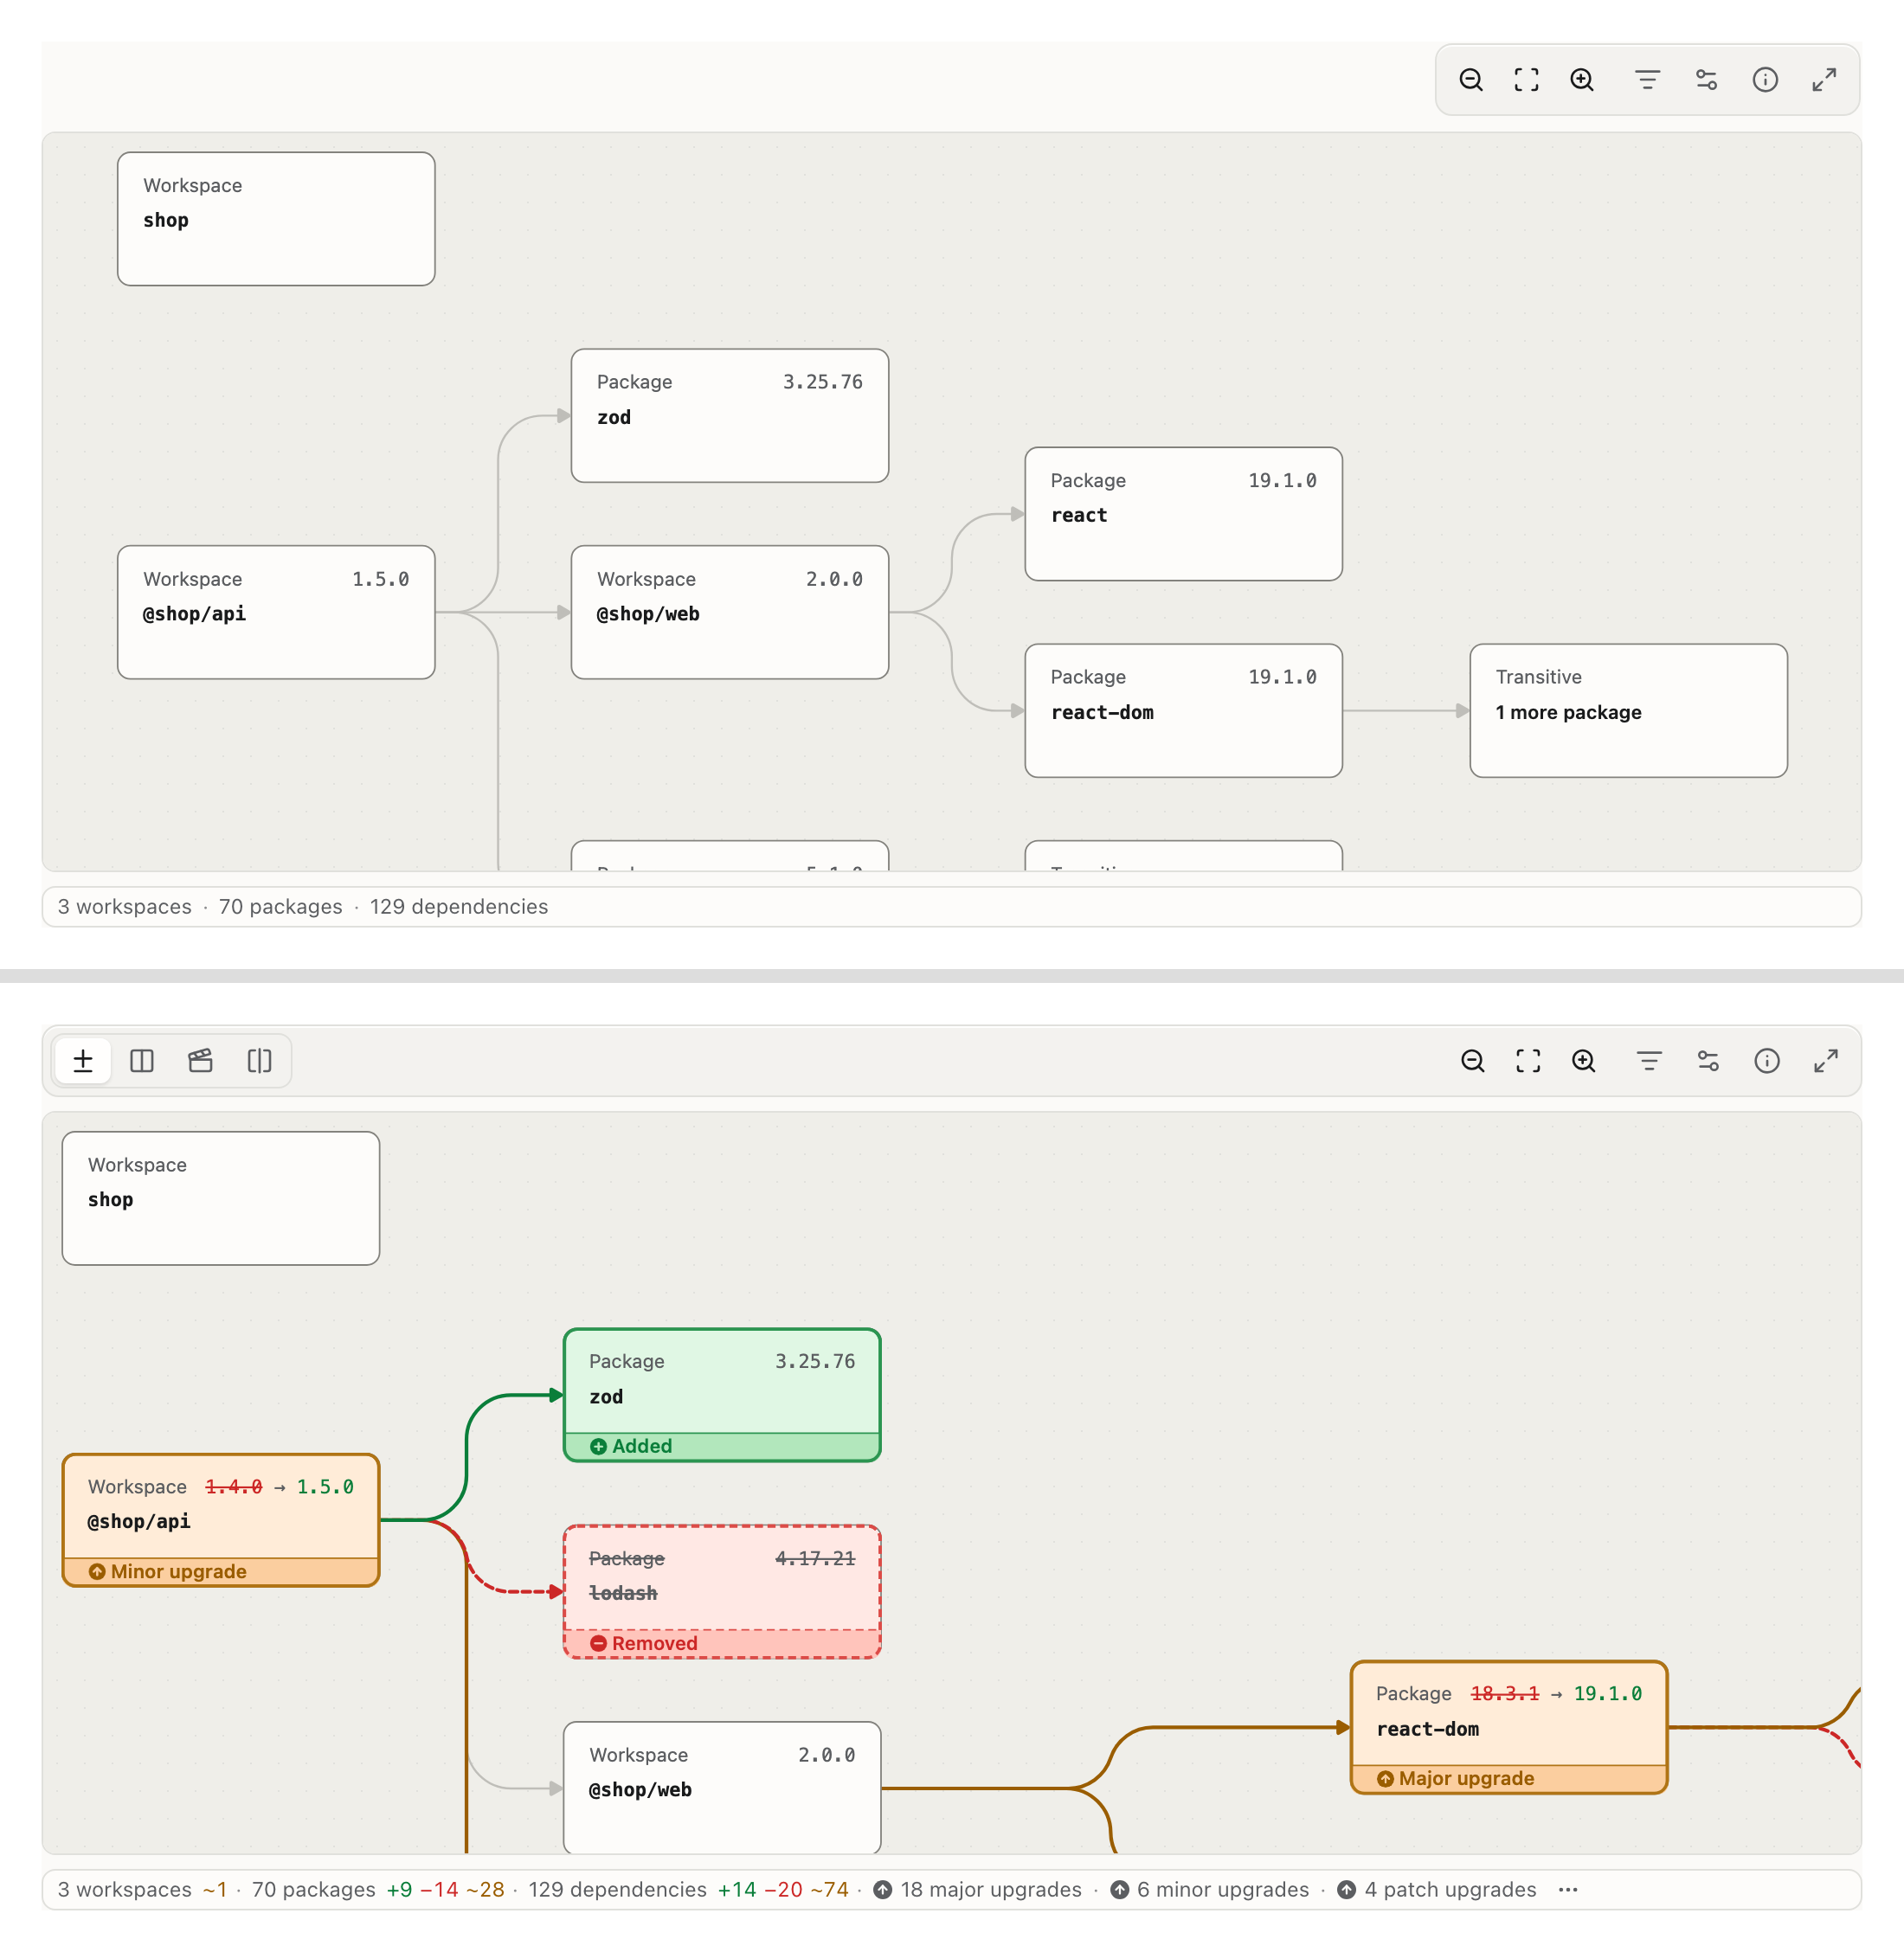 Workspace
shop
Package 3.25.76
zod
Package 19.1.0
react
Workspace 1.5.0
@shop/api
Workspace 2.0.0
@shop/web
Package 19.1.0
react-dom
Transitive
1 more package
3 workspaces · 70 packages · 129 dependencies
Workspace
shop
Package 3.25.76
zod
Added
Workspace 1.4.0 → 1.5.0
@shop/api
Minor upgrade
Package 4.17.21
lodash
Removed
Package 18.3.1 → 19.1.0
react-dom
Major upgrade
Workspace 2.0.0
@shop/web
3 workspaces ~1 · 70 packages +9 −14 ~28 · 129 dependencies +14 −20 ~74 · 18 major upgrades · 6 minor upgrades · 4 patch upgrades ···